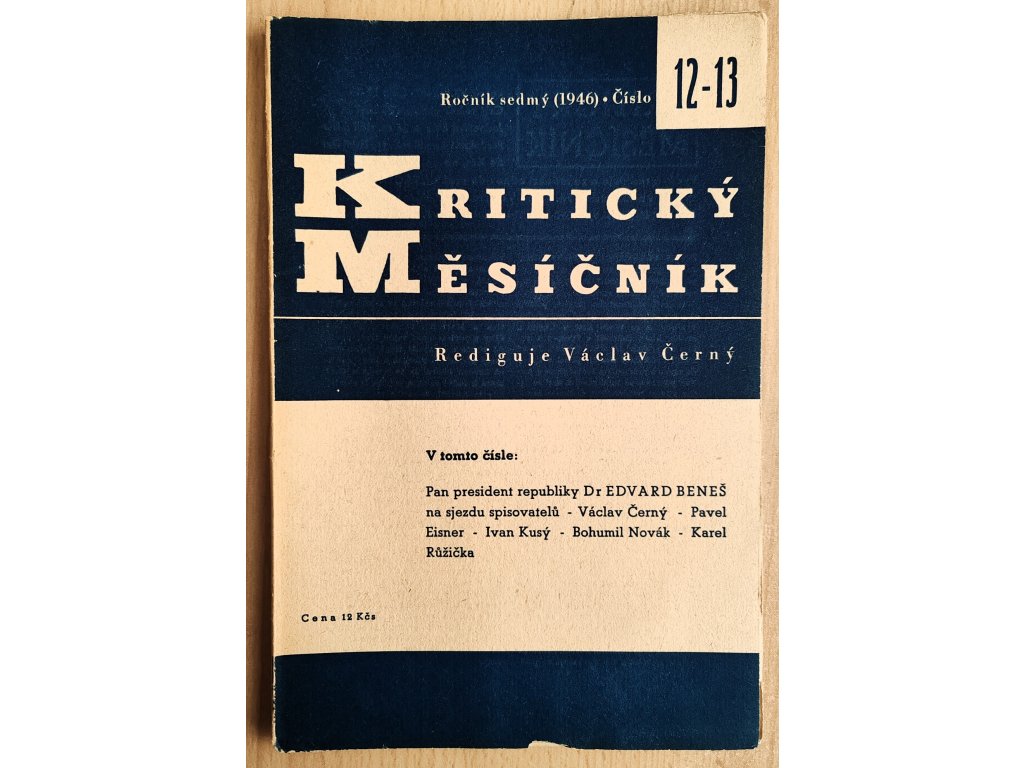 Ročník sedmý (1946) • Číslo 12-13
KRITICKÝ
MĚSÍČNÍK
Rediguje Václav Černý
V tomto čísle:
Pan president republiky Dr EDVARD BENEŠ
na sjezdu spisovatelů - Václav Černý - Pavel
Eisner - Ivan Kusý - Bohumil Novák - Karel
Růžička
Cena 12 Kčs